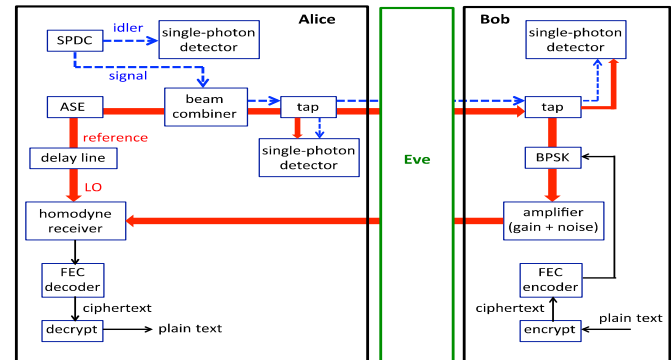 Alice
SPDC
idler
single-photon
detector
signal
ASE
beam
combiner
tap
reference
single-photon
detector
delay line
LO
homodyne
receiver
FEC
decoder
ciphertext
decrypt
plain text
Eve
Bob
single-photon
detector
tap
BPSK
amplifier
(gain + noise)
FEC
encoder
ciphertext
plain text
encrypt